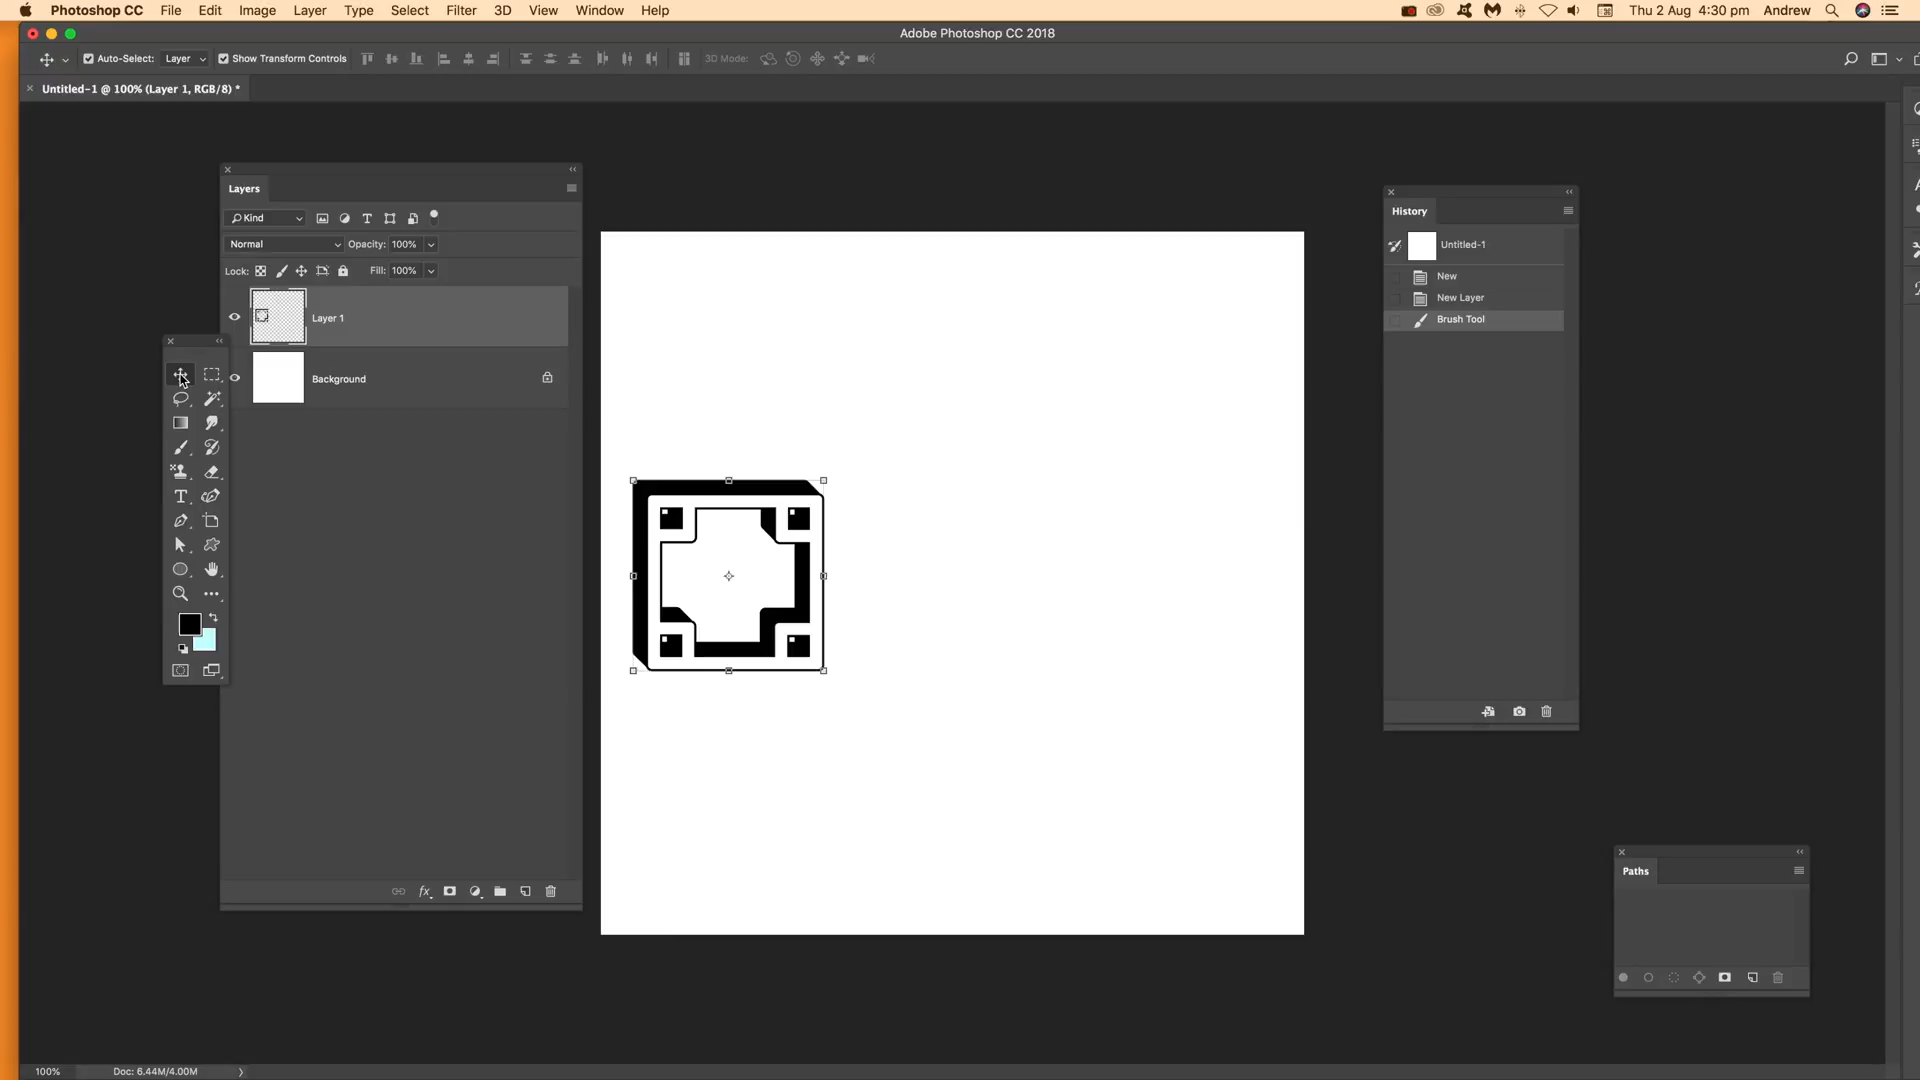 Photoshop CC File Edit Image Layer Type Select Filter 3D View Window Help Thu 2 Aug 4:30 pm Andrew
Adobe Photoshop CC 2018
Auto-Select: Layer Show Transform Controls 3D Mode:
Untitled-1 @ 100% (Layer 1, RGB/8) *
Layers
Kind
Normal Opacity: 100%
Lock: Fill: 100%
Layer 1
Background
History
Untitled-1
New
New Layer
Brush Tool
Paths
100% Doc: 6.44M/4.00M